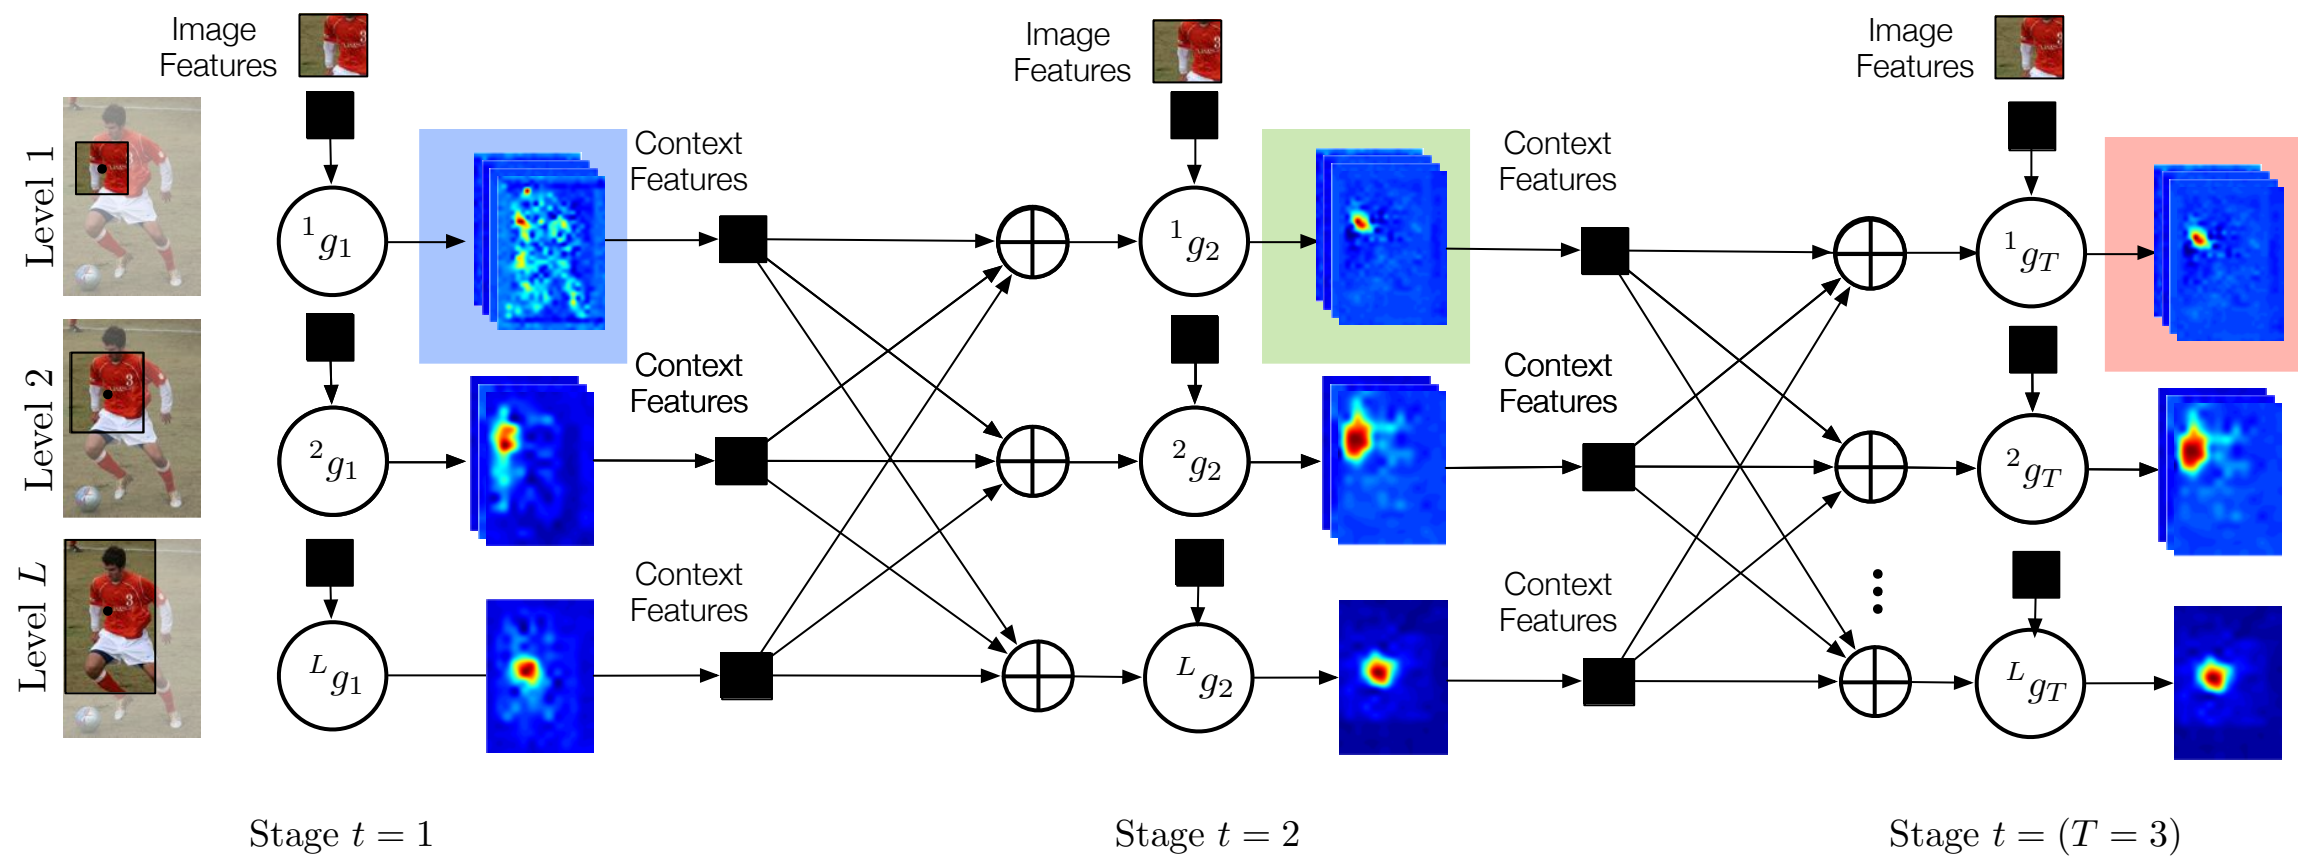 Image
Features
Image
Features
Image
Features
Level 1
¹g₁
Context
Features
¹g₂
Context
Features
¹g_T
Level 2
²g₁
Context
Features
²g₂
Context
Features
²g_T
Level L
ᴸg₁
Context
Features
ᴸg₂
Context
Features
ᴸg_T
Stage t = 1
Stage t = 2
Stage t = (T = 3)